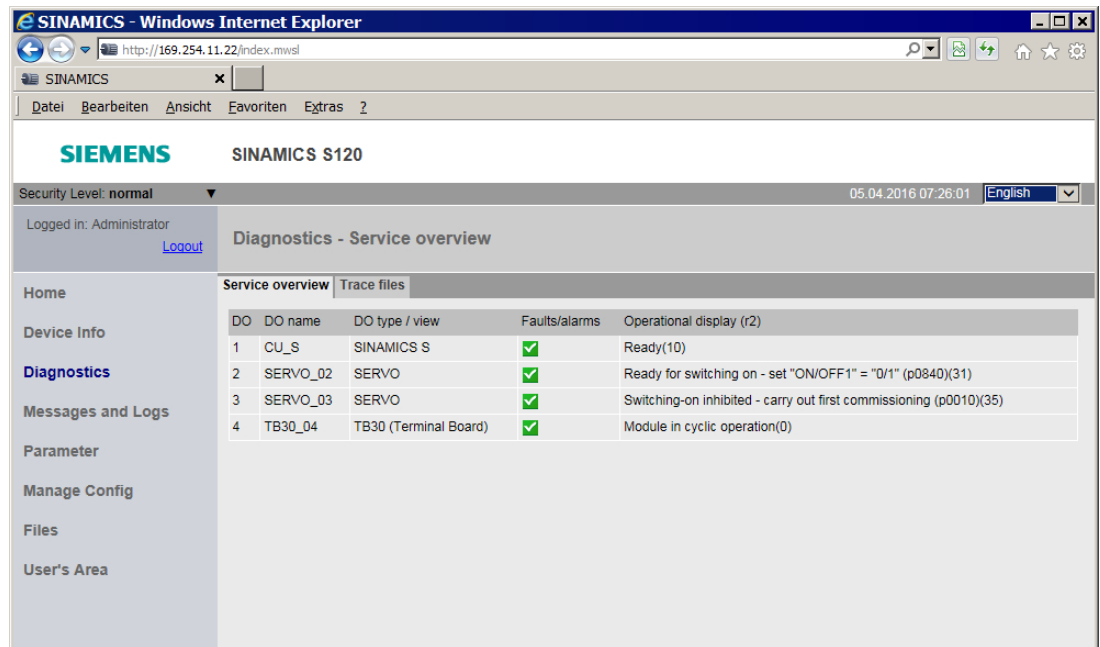 SINAMICS - Windows Internet Explorer
http://169.254.11.22/index.mwsl
SINAMICS
Datei Bearbeiten Ansicht Favoriten Extras ?
SIEMENS SINAMICS S120
Security Level: normal 05.04.2016 07:26:01 English
Logged in: Administrator
Logout
Diagnostics - Service overview
Home
Device Info
Diagnostics
Messages and Logs
Parameter
Manage Config
Files
User's Area
Service overview Trace files
DO DO name DO type / view Faults/alarms Operational display (r2)
1 CU_S SINAMICS S Ready(10)
2 SERVO_02 SERVO Ready for switching on - set "ON/OFF1" = "0/1" (p0840)(31)
3 SERVO_03 SERVO Switching-on inhibited - carry out first commissioning (p0010)(35)
4 TB30_04 TB30 (Terminal Board) Module in cyclic operation(0)